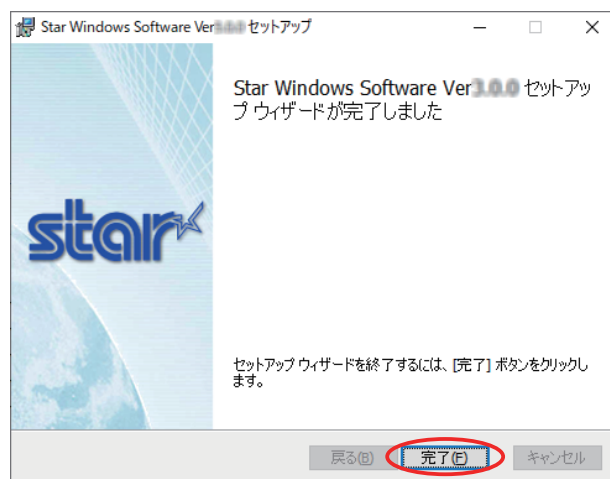 Star Windows Software Ver セットアップ
Star Windows Software Ver3.0.0 セットアッ
プ ウィザードが完了しました
star
セットアップ ウィザードを終了するには、[完了] ボタンをクリックし
ます。
戻る(B) 完了(F) キャンセル